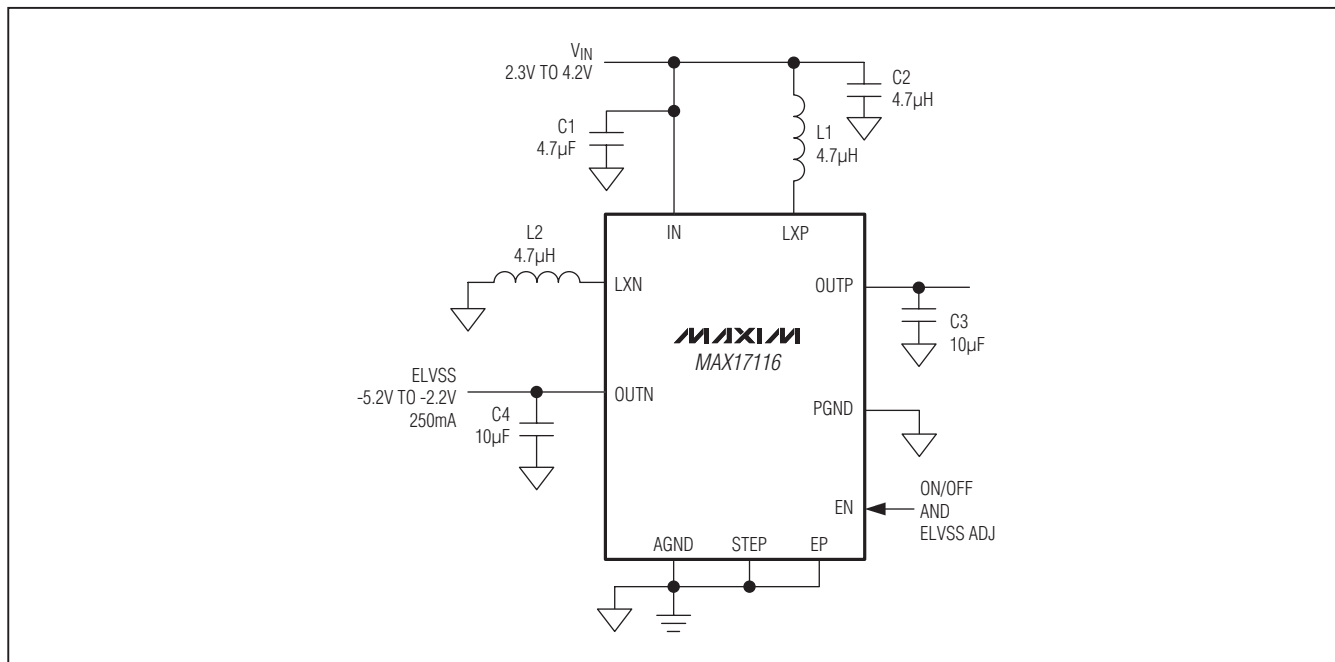 VIN
2.3V TO 4.2V
C2
4.7µH
C1
4.7µF
L1
4.7µH
L2
4.7µH
IN
LXP
LXN
OUTP
C3
10µF
MAXIM
MAX17116
ELVSS
-5.2V TO -2.2V
250mA
OUTN
C4
10µF
PGND
EN
ON/OFF
AND
ELVSS ADJ
AGND
STEP
EP